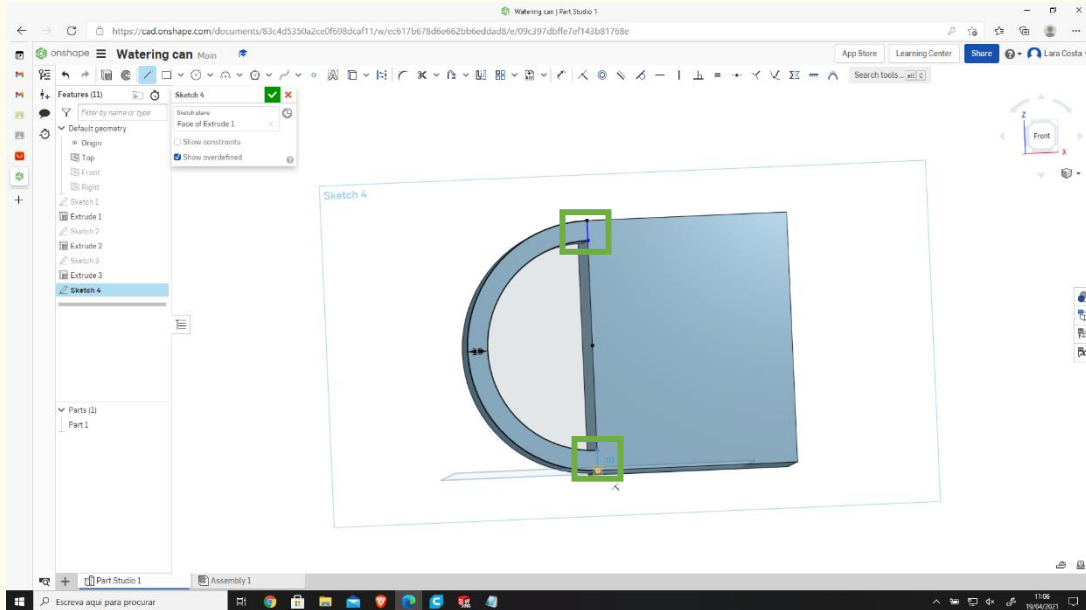 Watering can | Part Studio 1
https://cad.onshape.com/documents/83c4d5350a2ce0f698dcaf11/w/ec617b678d6e662bb6eddad8/e/09c397dbffe7ef143b81768e
onshape Watering can Main
App Store Learning Center Share Lara Costa
Search tools...
Features (11)
Sketch 4
Filter by name or type
Sketch plane
Face of Extrude 1
Default geometry
Origin
Show constraints
Top
Show overdefined
Front
Right
Sketch 1
Extrude 1
Sketch 2
Extrude 2
Sketch 3
Extrude 3
Sketch 4
Z
Front
X
Sketch 4
10
Parts (1)
Part 1
Part Studio 1
Assembly 1
Escreva aqui para procurar
11:06
19/04/2021